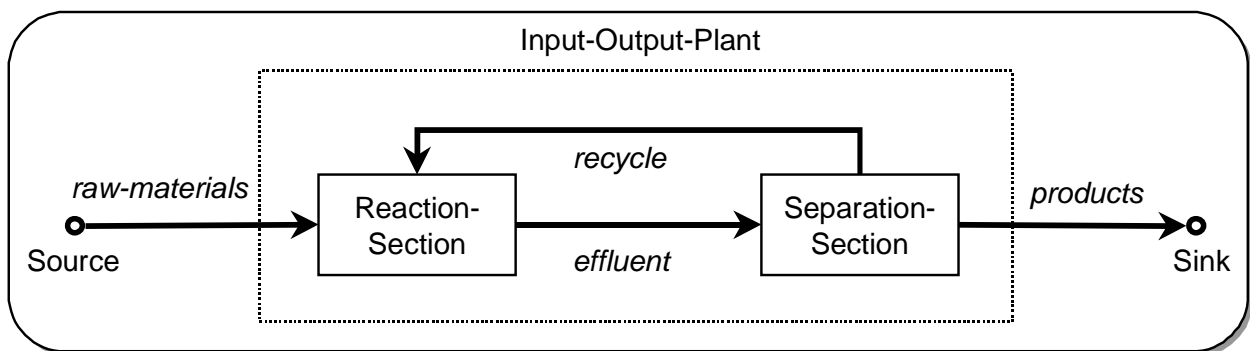 Input-Output-Plant
recycle
raw-materials
Reaction-
Section
Separation-
Section
products
Source
effluent
Sink